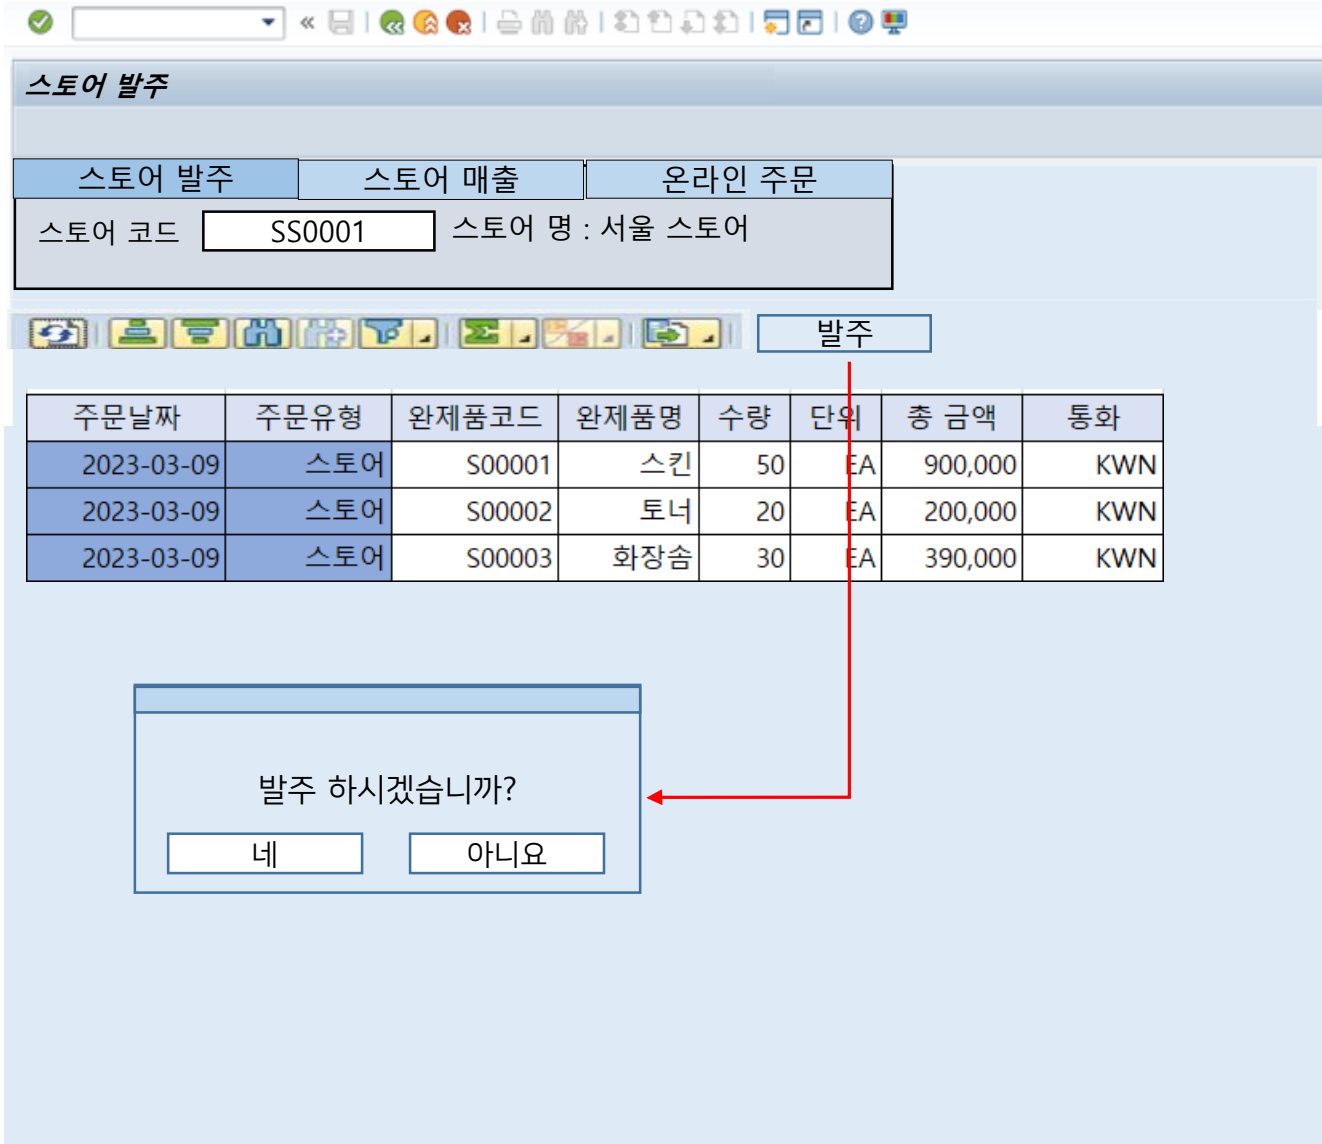 스토어 발주
스토어 발주 스토어 매출 온라인 주문
스토어 코드 SS0001 스토어 명 : 서울 스토어
발주
주문날짜 주문유형 완제품코드 완제품명 수량 단위 총 금액 통화
2023-03-09 스토어 S00001 스킨 50 EA 900,000 KWN
2023-03-09 스토어 S00002 토너 20 EA 200,000 KWN
2023-03-09 스토어 S00003 화장솜 30 EA 390,000 KWN
발주 하시겠습니까?
네 아니요